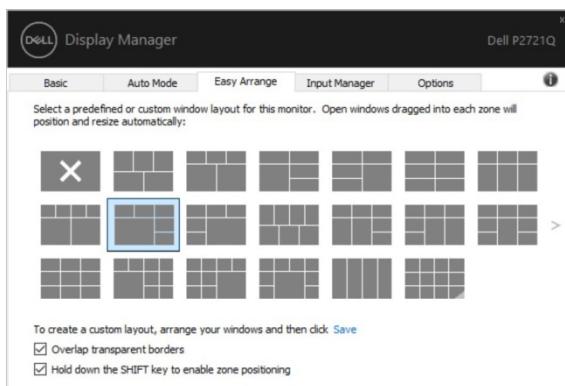 DELL Display Manager
Dell P2721Q
Basic Auto Mode Easy Arrange Input Manager Options
Select a predefined or custom window layout for this monitor. Open windows dragged into each zone will
position and resize automatically:
To create a custom layout, arrange your windows and then click Save
Overlap transparent borders
Hold down the SHIFT key to enable zone positioning